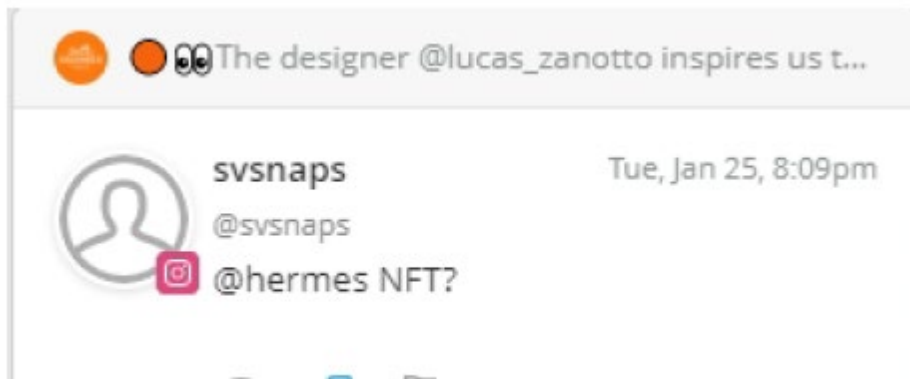 The designer @lucas_zanotto inspires us t...
svsnaps
Tue, Jan 25, 8:09pm
@svsnaps
@hermes NFT?